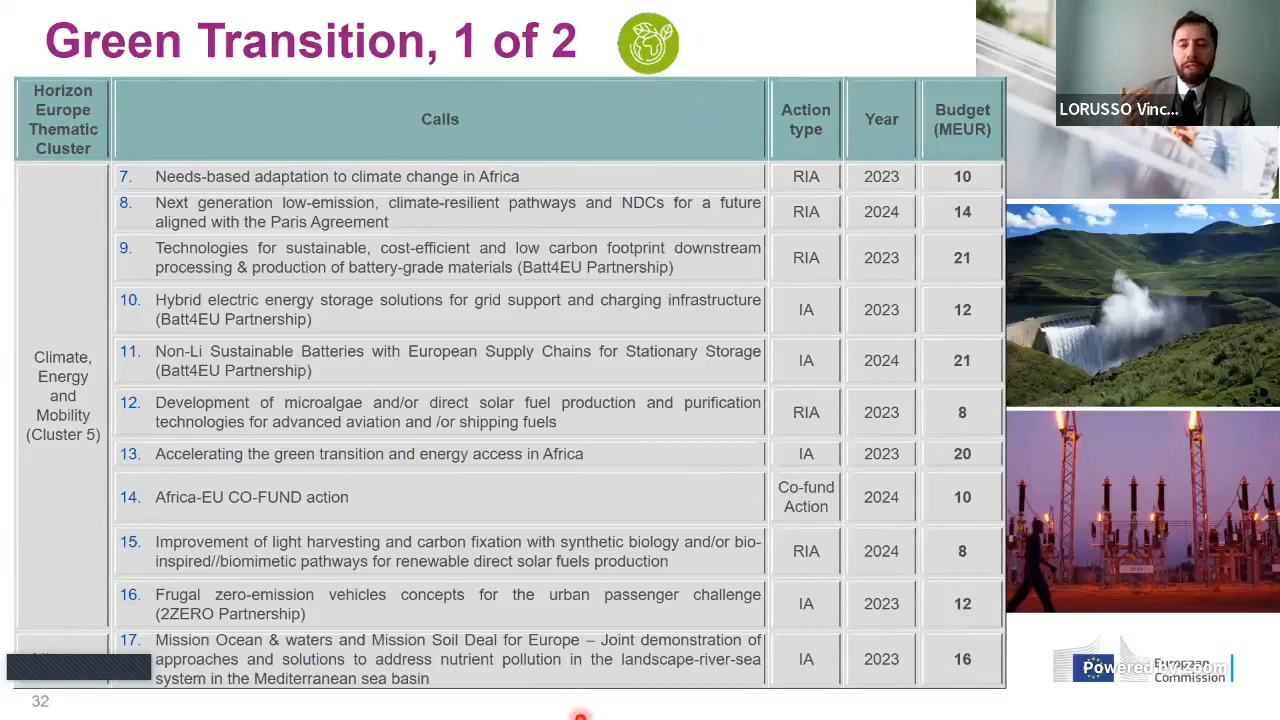 Green Transition, 1 of 2
Horizon
Europe
Thematic
Cluster
Calls
Action
type
Year
Budget
(MEUR)
Climate,
Energy
and
Mobility
(Cluster 5)
7. Needs-based adaptation to climate change in Africa RIA 2023 10
8. Next generation low-emission, climate-resilient pathways and NDCs for a future
aligned with the Paris Agreement RIA 2024 14
9. Technologies for sustainable, cost-efficient and low carbon footprint downstream
processing & production of battery-grade materials (Batt4EU Partnership) RIA 2023 21
10. Hybrid electric energy storage solutions for grid support and charging infrastructure
(Batt4EU Partnership) IA 2023 12
11. Non-Li Sustainable Batteries with European Supply Chains for Stationary Storage
(Batt4EU Partnership) IA 2024 21
12. Development of microalgae and/or direct solar fuel production and purification
technologies for advanced aviation and /or shipping fuels RIA 2023 8
13. Accelerating the green transition and energy access in Africa IA 2023 20
14. Africa-EU CO-FUND action Co-fund
Action 2024 10
15. Improvement of light harvesting and carbon fixation with synthetic biology and/or bio-
inspired//biomimetic pathways for renewable direct solar fuels production RIA 2024 8
16. Frugal zero-emission vehicles concepts for the urban passenger challenge
(2ZERO Partnership) IA 2023 12
17. Mission Ocean & waters and Mission Soil Deal for Europe – Joint demonstration of
approaches and solutions to address nutrient pollution in the landscape-river-sea
system in the Mediterranean sea IA 2023 16
LORUSSO Vinc...
European
Commission
Powered by zoom
32